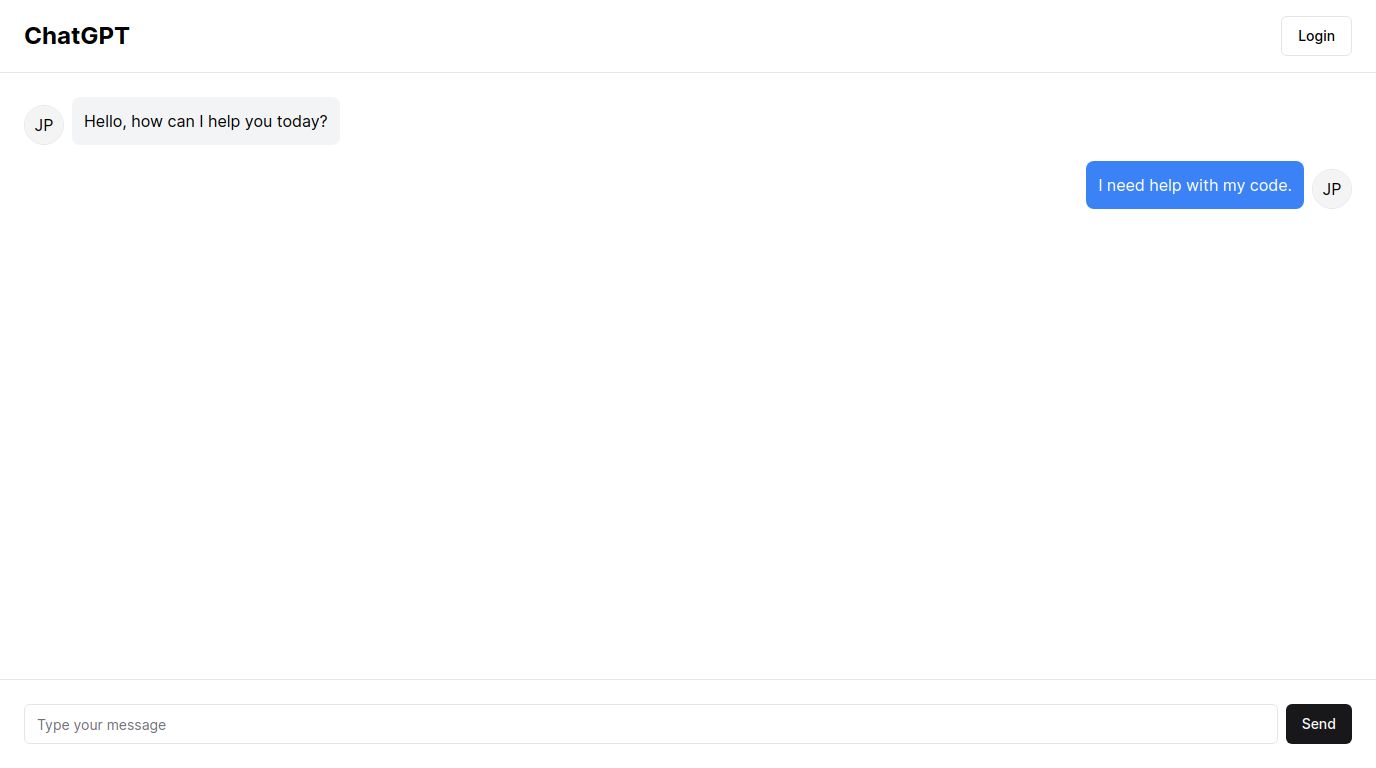 ChatGPT
Login
JP
Hello, how can I help you today?
I need help with my code.
JP
Type your message
Send